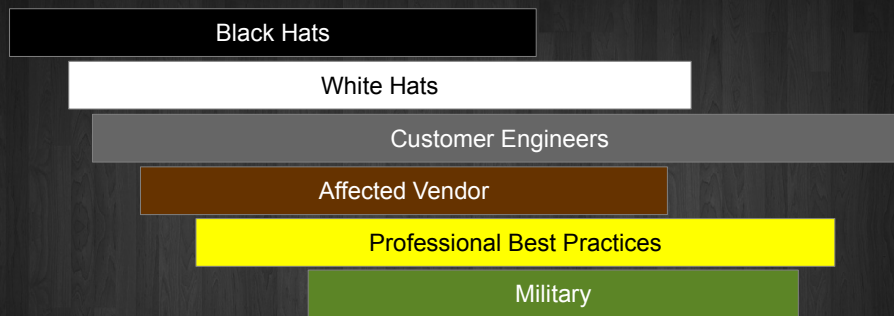 Black Hats
White Hats
Customer Engineers
Affected Vendor
Professional Best Practices
Military